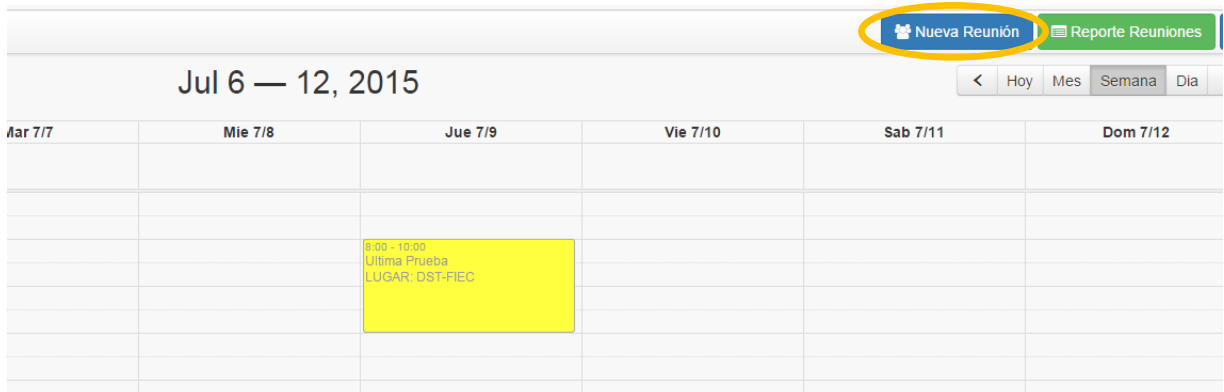 Nueva Reunión Reporte Reuniones
Jul 6 — 12, 2015
Hoy Mes Semana Dia
Mar 7/7 Mie 7/8 Jue 7/9 Vie 7/10 Sab 7/11 Dom 7/12
8:00 - 10:00
Ultima Prueba
LUGAR: DST-FIEC